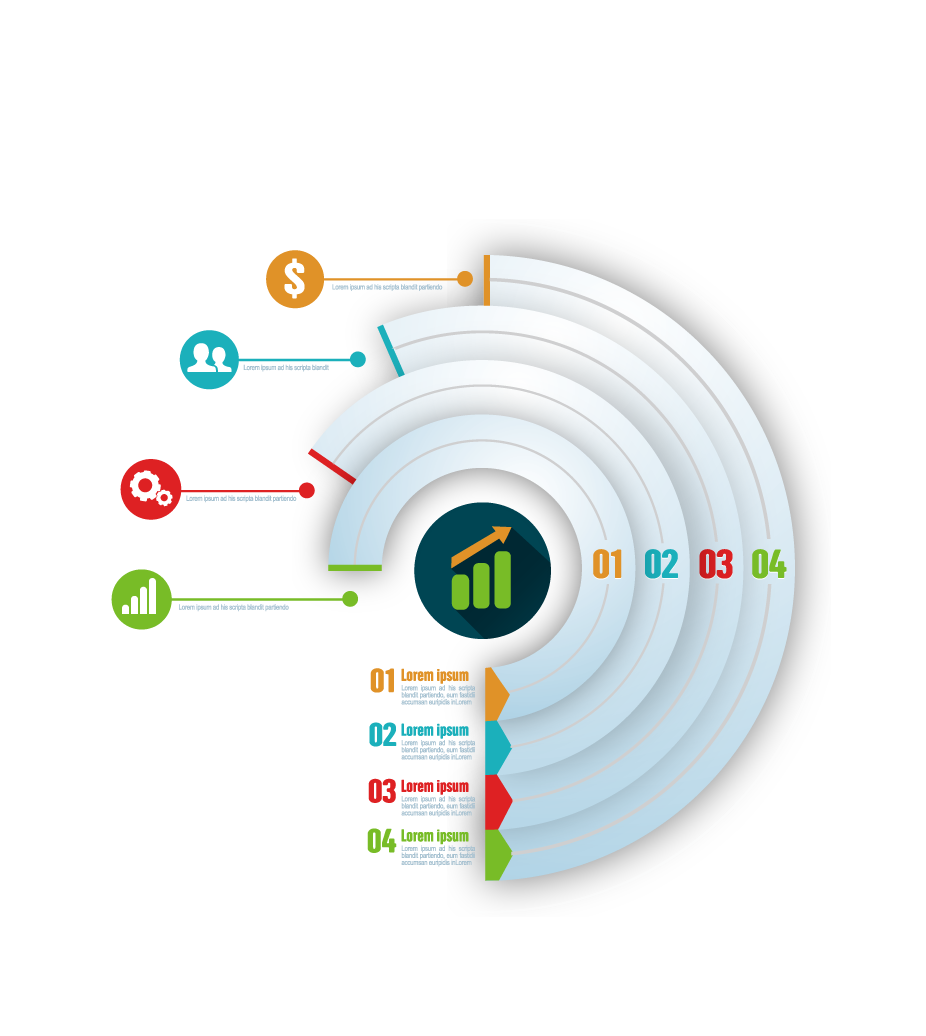 $
Lorem ipsum ad his scripta blandit partiendo
Lorem ipsum ad his scripta blandit
Lorem ipsum ad his scripta blandit partiendo
01 02 03 04
Lorem ipsum ad his scripta blandit partiendo
01 Lorem ipsum
Lorem ipsum ad his scripta
blandit partiendo, eum fastidii
accumsan euripidis inLorem
02 Lorem ipsum
Lorem ipsum ad his scripta
blandit partiendo, eum fastidii
accumsan euripidis inLorem
03 Lorem ipsum
Lorem ipsum ad his scripta
blandit partiendo, eum fastidii
accumsan euripidis inLorem
04 Lorem ipsum
Lorem ipsum ad his scripta
blandit partiendo, eum fastidii
accumsan euripidis inLorem